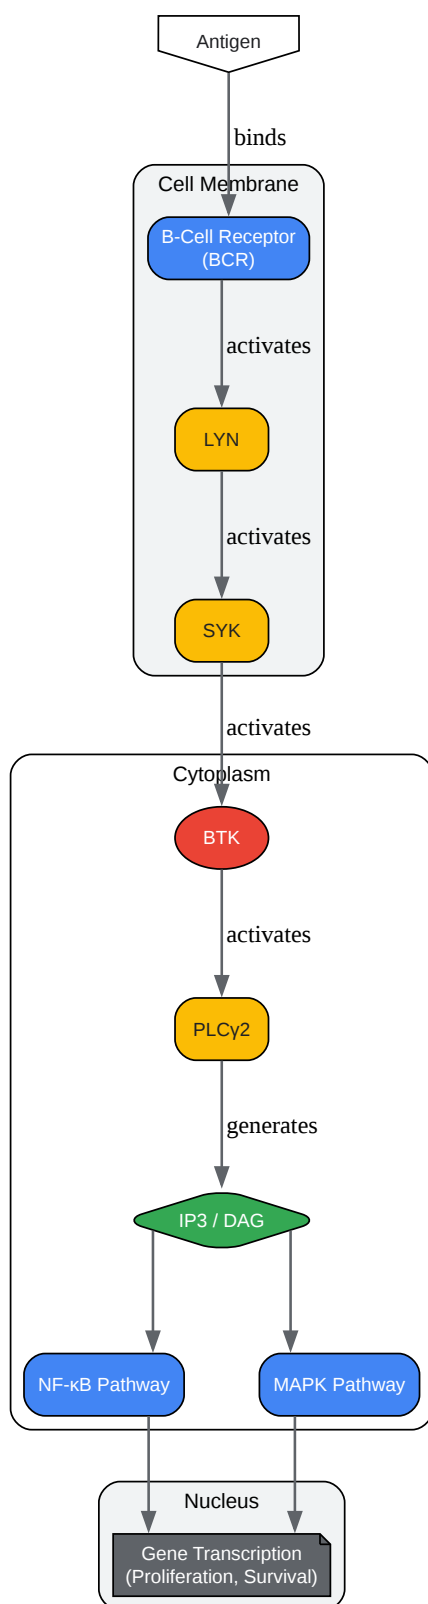 Antigen
binds
Cell Membrane
B-Cell Receptor
(BCR)
activates
LYN
activates
SYK
activates
Cytoplasm
BTK
activates
PLCγ2
generates
IP3 / DAG
NF-κB Pathway
MAPK Pathway
Nucleus
Gene Transcription
(Proliferation, Survival)